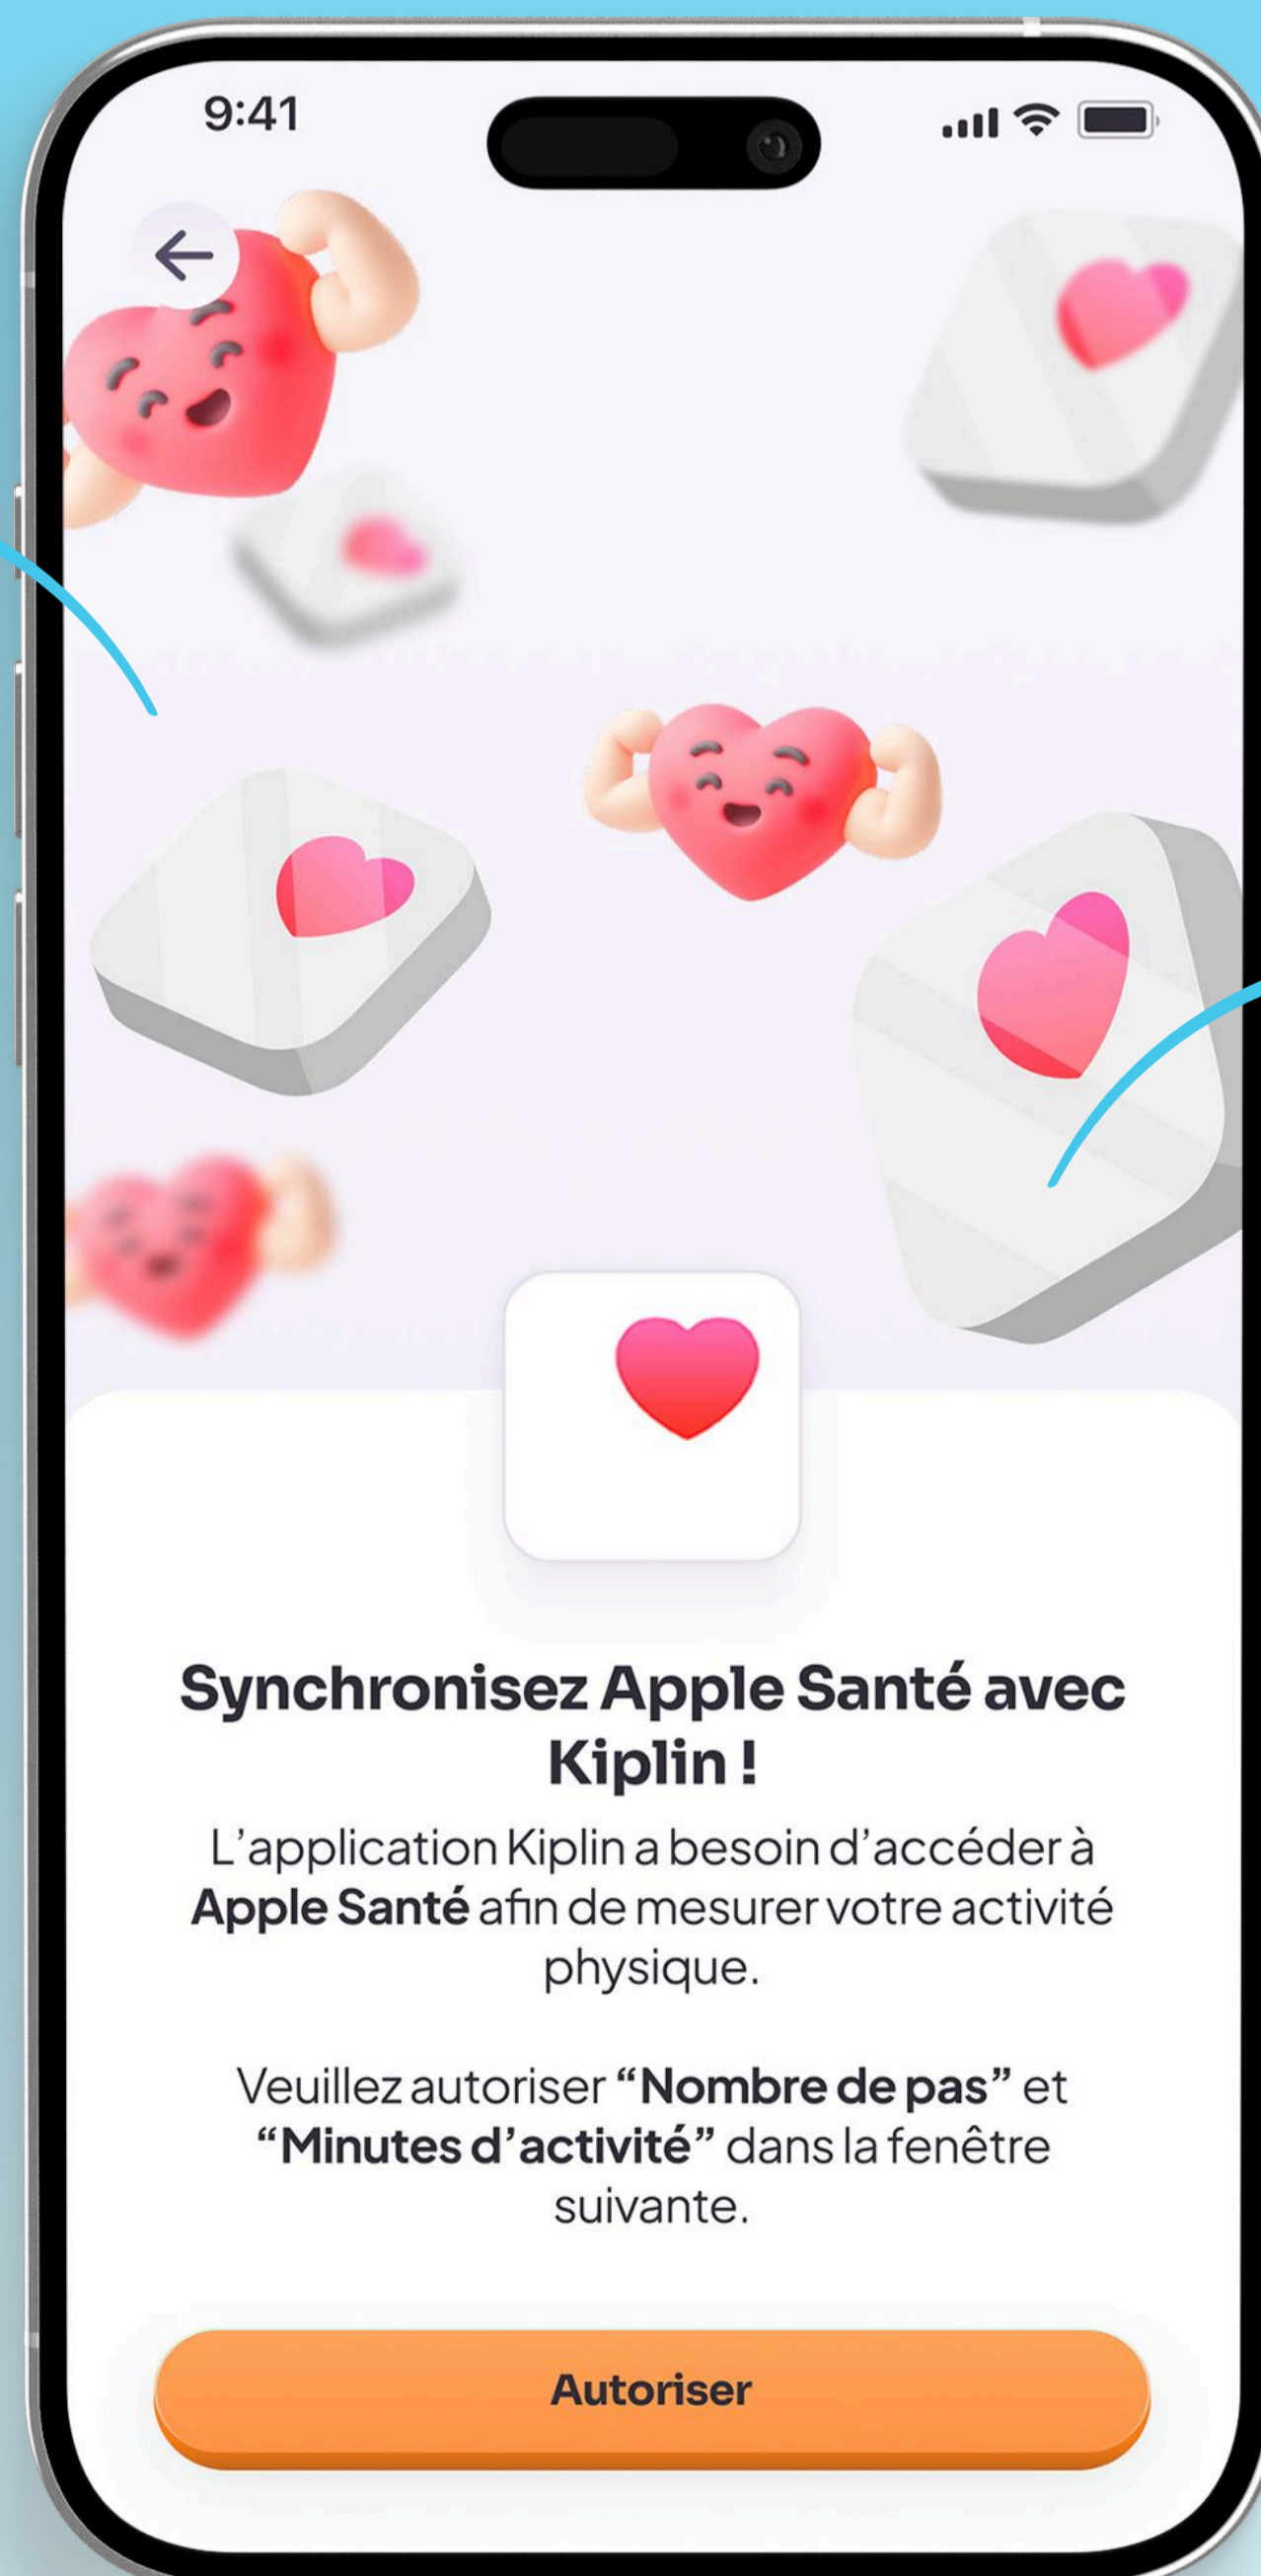 9:41
Synchronisez Apple Santé avec
Kiplin !
L’application Kiplin a besoin d’accéder à
Apple Santé afin de mesurer votre activité
physique.
Veuillez autoriser “Nombre de pas” et
“Minutes d’activité” dans la fenêtre
suivante.
Autoriser